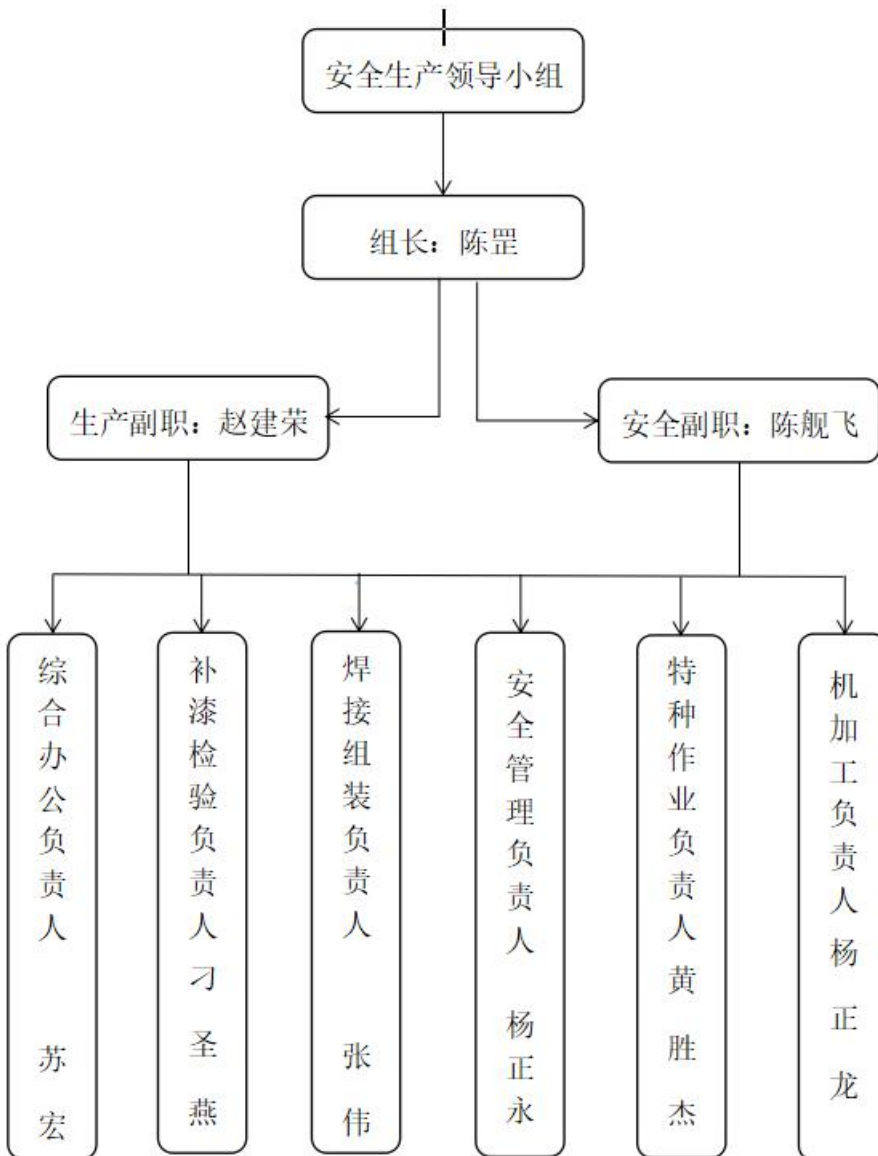 安全生产领导小组
组长：陈罡
生产副职：赵建荣
安全副职：陈舰飞
综合办公负责人 苏宏
补漆检验负责人刁圣燕
焊接组装负责人 张伟
安全管理负责人 杨正永
特种作业负责人黄胜杰
机加工负责人杨正龙